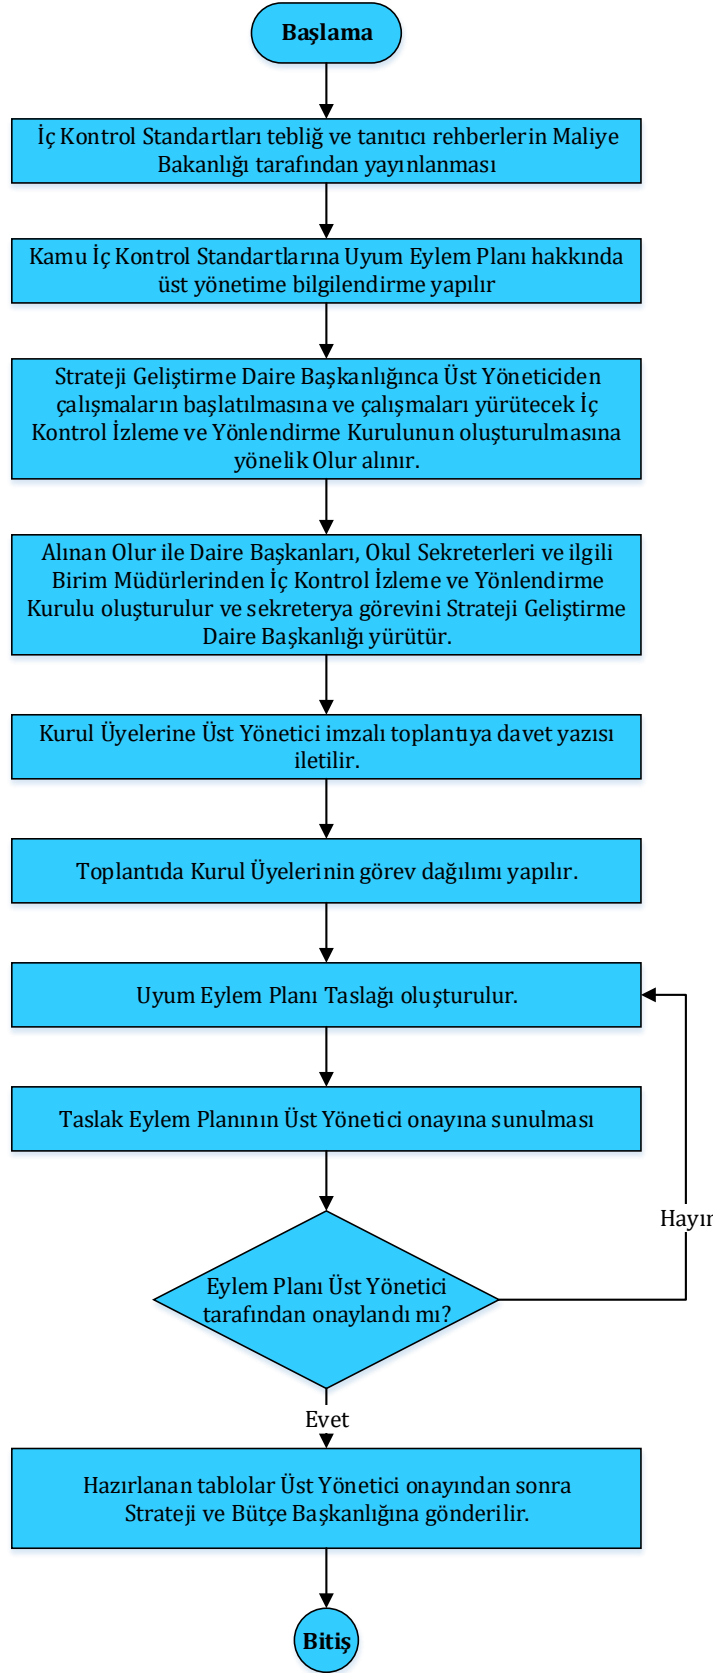 Başlama
İç Kontrol Standartları tebliğ ve tanıtıcı rehberlerin Maliye
Bakanlığı tarafından yayınlanması
Kamu İç Kontrol Standartlarına Uyum Eylem Planı hakkında
üst yönetime bilgilendirme yapılır
Strateji Geliştirme Daire Başkanlığınca Üst Yöneticiden
çalışmaların başlatılmasına ve çalışmaları yürütecek İç
Kontrol İzleme ve Yönlendirme Kurulunun oluşturulmasına
yönelik Olur alınır.
Alınan Olur ile Daire Başkanları, Okul Sekreterleri ve ilgili
Birim Müdürlerinden İç Kontrol İzleme ve Yönlendirme
Kurulu oluşturulur ve sekreterya görevini Strateji Geliştirme
Daire Başkanlığı yürütür.
Kurul Üyelerine Üst Yönetici imzalı toplantıya davet yazısı
iletilir.
Toplantıda Kurul Üyelerinin görev dağılımı yapılır.
Uyum Eylem Planı Taslağı oluşturulur.
Taslak Eylem Planının Üst Yönetici onayına sunulması
Hayır
Eylem Planı Üst Yönetici
tarafından onaylandı mı?
Evet
Hazırlanan tablolar Üst Yönetici onayından sonra
Strateji ve Bütçe Başkanlığına gönderilir.
Bitiş